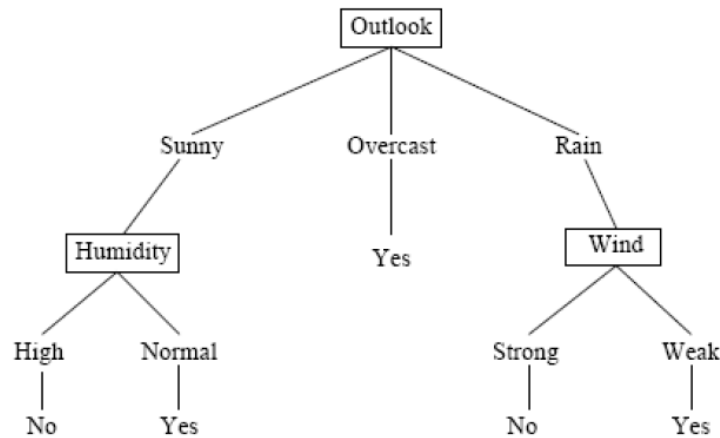 Outlook
Sunny Overcast Rain
Humidity Yes Wind
High Normal Strong Weak
No Yes No Yes